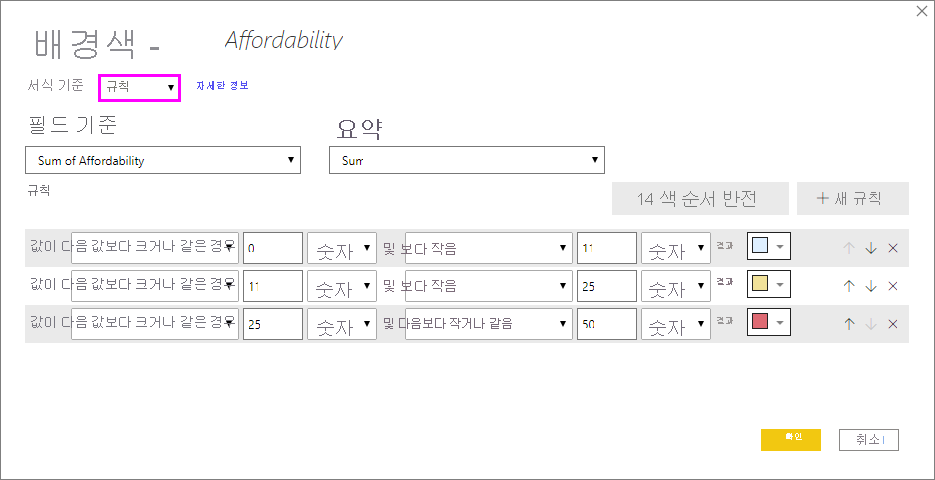 배경색 - Affordability
서식 기준 규칙 자세한 정보
필드 기준 요약
Sum of Affordability Sum
규칙 14 색 순서 반전 + 새 규칙
값이 다음 값보다 크거나 같은 경우 0 숫자 및 보다 작음 11 숫자 결과
값이 다음 값보다 크거나 같은 경우 11 숫자 및 보다 작음 25 숫자 결과
값이 다음 값보다 크거나 같은 경우 25 숫자 및 다음보다 작거나 같음 50 숫자 결과
확인 취소